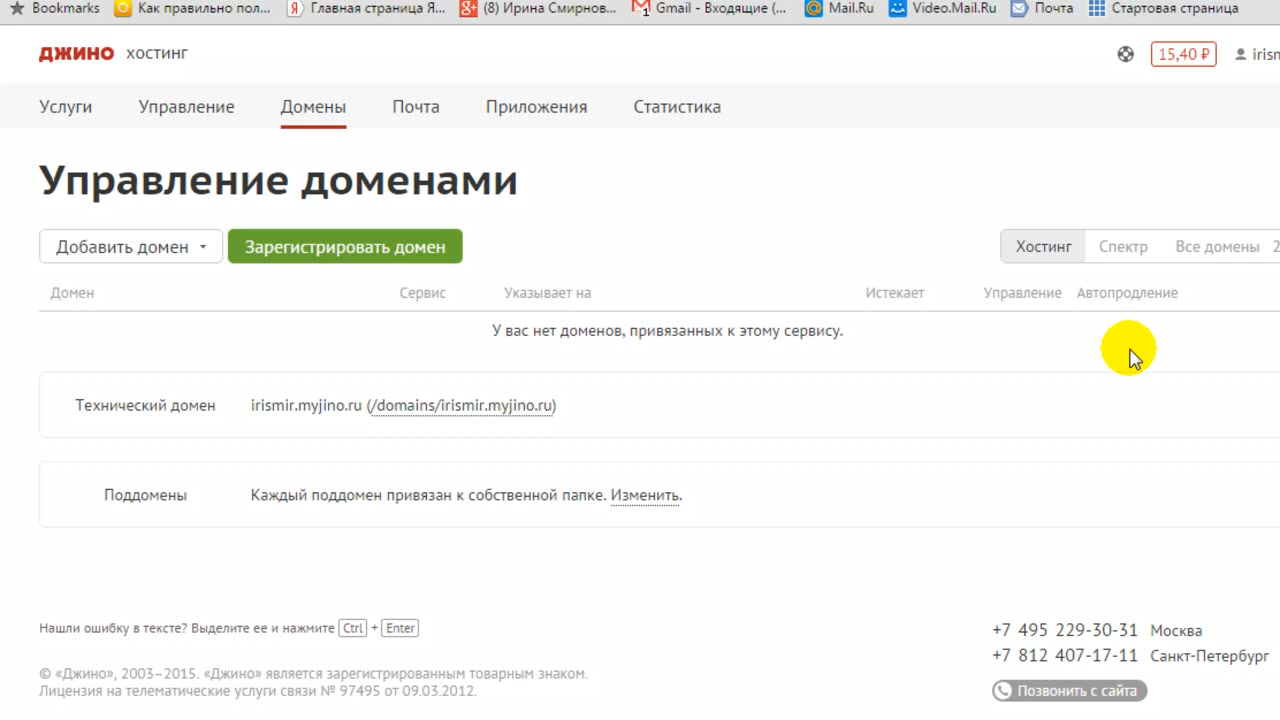 Bookmarks Как правильно пол... Главная страница Я... (8) Ирина Смирнов... Gmail - Входящие (... Mail.Ru Video.Mail.Ru Почта Стартовая страница
джино хостинг 15,40 ₽ irism
Услуги Управление Домены Почта Приложения Статистика
Управление доменами
Добавить домен Зарегистрировать домен Хостинг Спектр Все домены 2
Домен Сервис Указывает на Истекает Управление Автопродление
У вас нет доменов, привязанных к этому сервису.
Технический домен irismir.myjino.ru (/domains/irismir.myjino.ru)
Поддомены Каждый поддомен привязан к собственной папке. Изменить.
Нашли ошибку в тексте? Выделите ее и нажмите Ctrl + Enter
+7 495 229-30-31 Москва
+7 812 407-17-11 Санкт-Петербург
© «Джино», 2003–2015. «Джино» является зарегистрированным товарным знаком.
Лицензия на телематические услуги связи № 97495 от 09.03.2012.
Позвонить с сайта